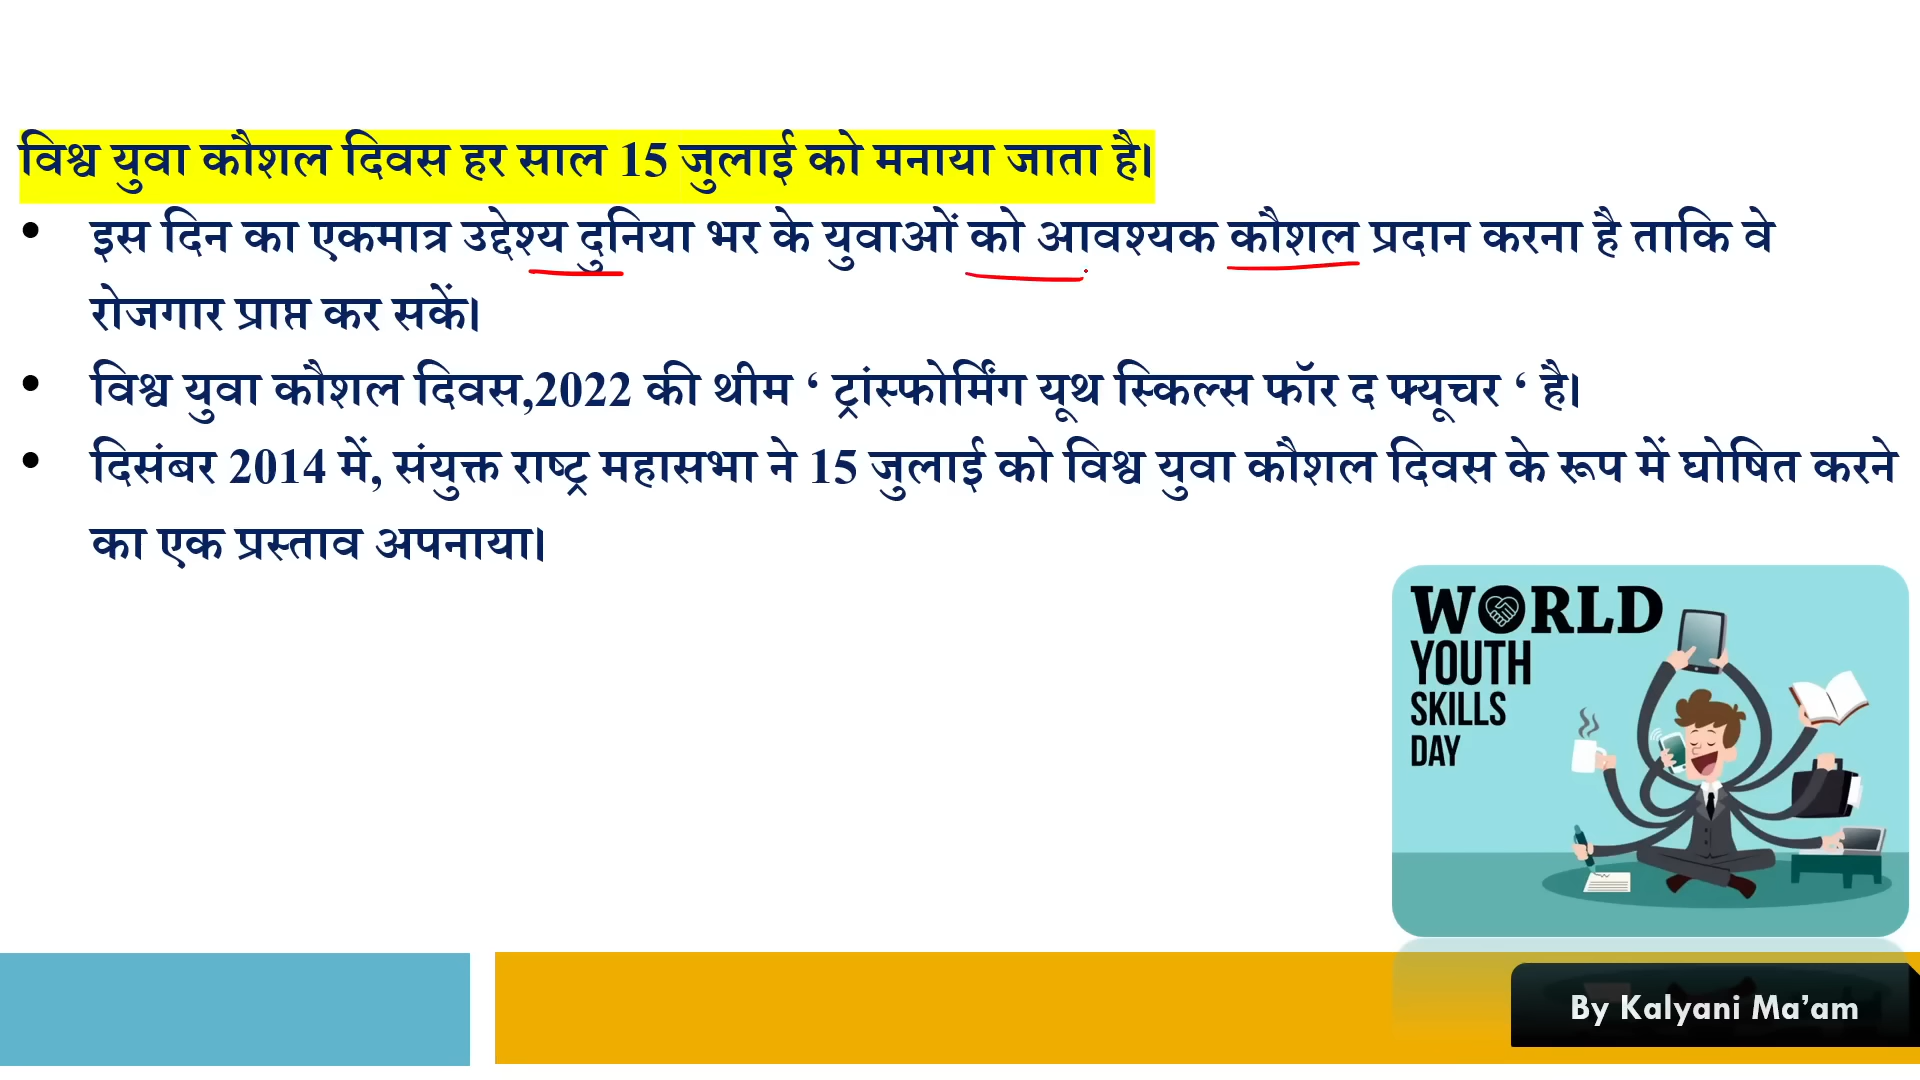 विश्व युवा कौशल दिवस हर साल 15 जुलाई को मनाया जाता है।
• इस दिन का एकमात्र उद्देश्य दुनिया भर के युवाओं को आवश्यक कौशल प्रदान करना है ताकि वे
रोजगार प्राप्त कर सकें।
• विश्व युवा कौशल दिवस,2022 की थीम ‘ ट्रांस्फोर्मिंग यूथ स्किल्स फॉर द फ्यूचर ‘ है।
• दिसंबर 2014 में, संयुक्त राष्ट्र महासभा ने 15 जुलाई को विश्व युवा कौशल दिवस के रूप में घोषित करने
का एक प्रस्ताव अपनाया।
WORLD
YOUTH
SKILLS
DAY
By Kalyani Ma’am